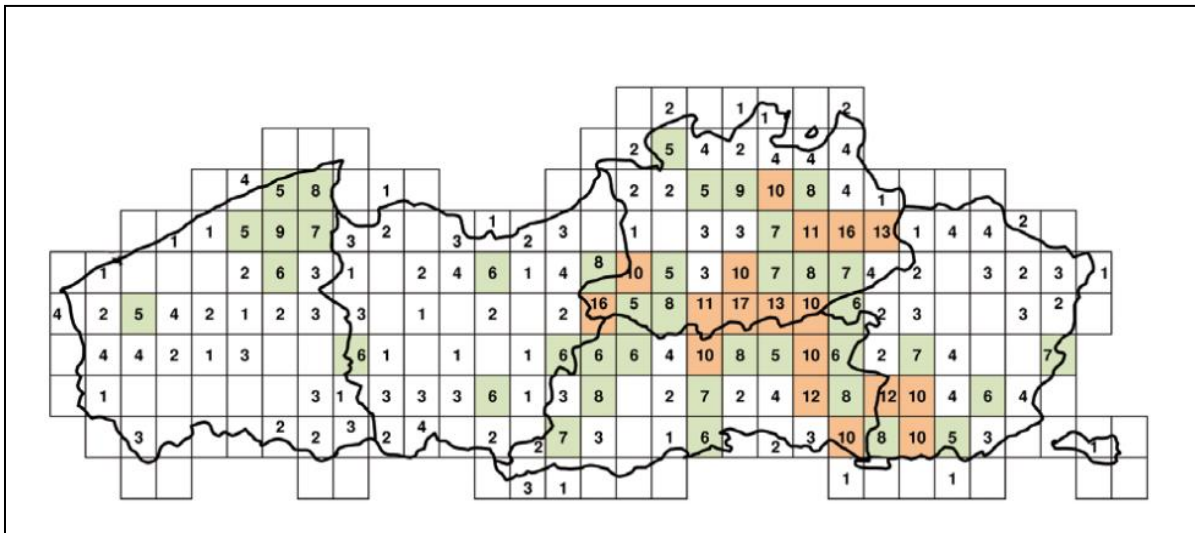 2 1 1 2
2 5 4 2 4 4 4
4 5 8 1 2 2 5 9 10 8 4 1
1 1 5 9 7 3 2 3 1 2 3 1 3 3 7 11 16 13 1 4 4 2
1 2 6 3 1 2 4 6 1 4 8 10 5 3 10 7 8 7 4 2 3 2 3 1
4 2 5 4 2 1 2 3 3 1 2 2 16 5 8 11 17 13 10 6 2 3 3 2
4 4 2 1 3 6 1 1 1 6 6 6 4 10 8 5 10 6 2 7 4 7
1 3 1 3 3 3 6 1 3 8 2 7 2 4 12 8 12 10 4 6 4
3 2 2 3 2 4 2 2 7 3 1 6 2 3 10 8 10 5 3 1
3 1 1 1